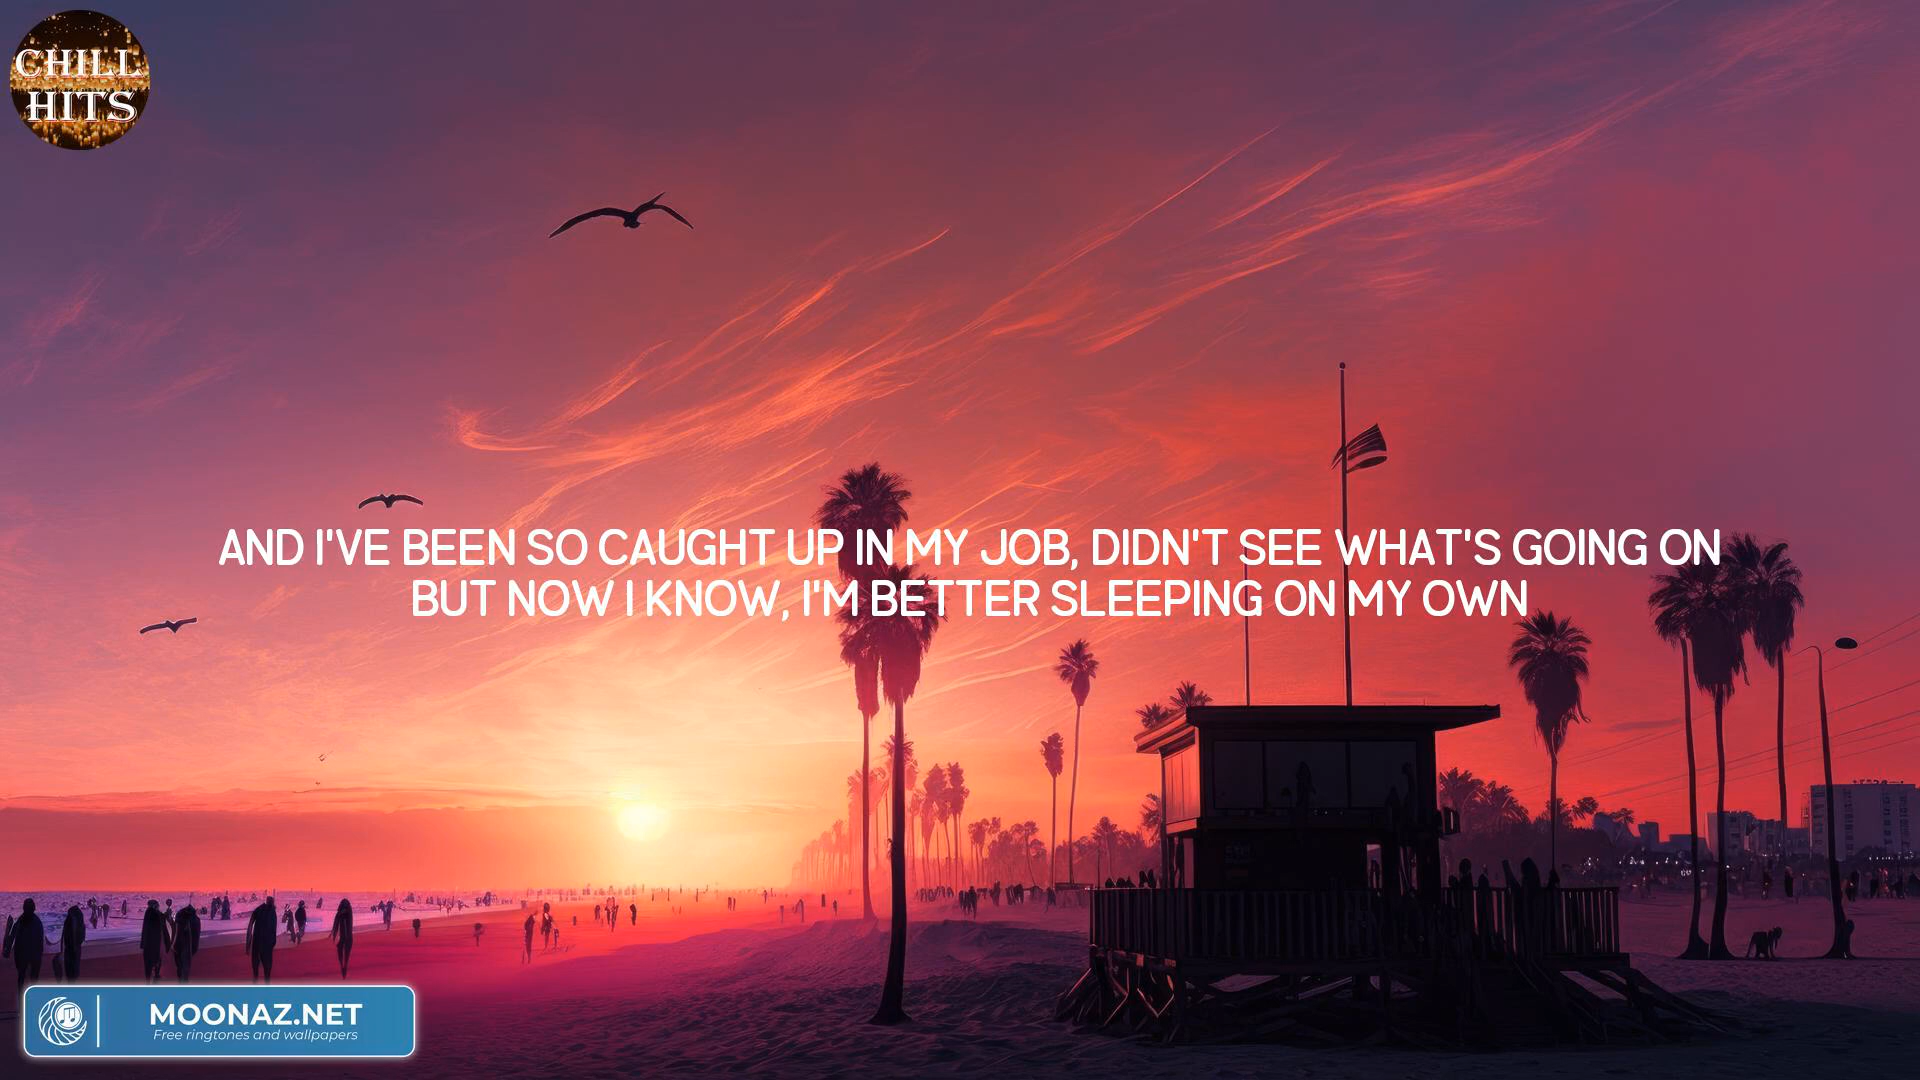 CHILL
HITS
AND I'VE BEEN SO CAUGHT UP IN MY JOB, DIDN'T SEE WHAT'S GOING ON
BUT NOW I KNOW, I'M BETTER SLEEPING ON MY OWN
MOONAZ.NET
Free ringtones and wallpapers